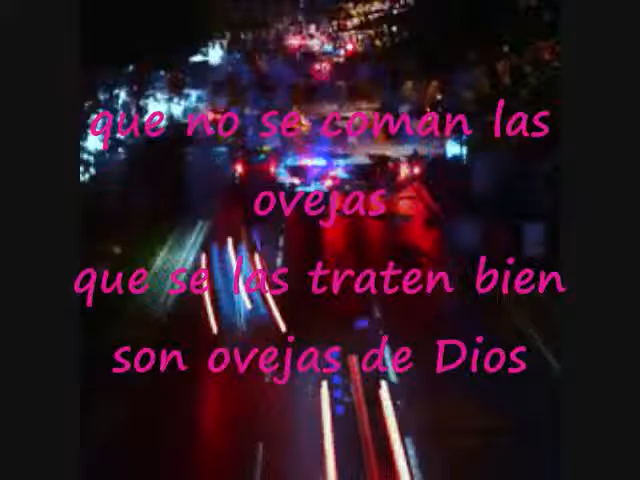 que no se coman las
ovejas
que se las traten bien
son ovejas de Dios